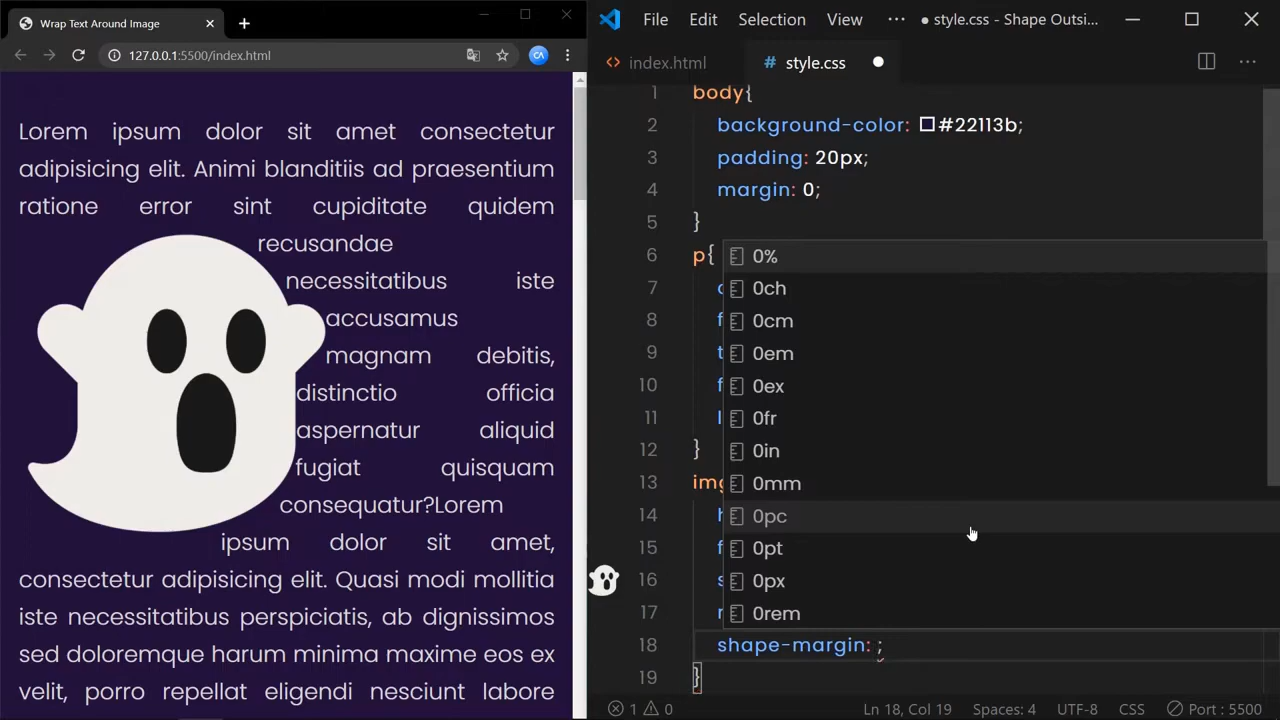 Wrap Text Around Image
127.0.0.1:5500/index.html
Lorem ipsum dolor sit amet consectetur
adipisicing elit. Animi blanditiis ad praesentium
ratione error sint cupiditate quidem
recusandae
necessitatibus iste
accusamus
magnam debitis,
distinctio officia
aspernatur aliquid
fugiat quisquam
consequatur?Lorem
ipsum dolor sit amet,
consectetur adipisicing elit. Quasi modi mollitia
iste necessitatibus perspiciatis, ab dignissimos
sed doloremque harum minima maxime eos ex
velit, porro repellat eligendi nesciunt labore
File Edit Selection View ··· ● style.css - Shape Outsi...
<> index.html # style.css ●
1 body{
2 background-color: #22113b;
3 padding: 20px;
4 margin: 0;
5 }
6 p{
7
8 f
9 t
10 f
11 l
12 }
13 img
14 h
15 f
16 s
17
18 shape-margin: ;
19 }
0%
0ch
0cm
0em
0ex
0fr
0in
0mm
0pc
0pt
0px
0rem
1 0 Ln 18, Col 19 Spaces: 4 UTF-8 CSS Port : 5500